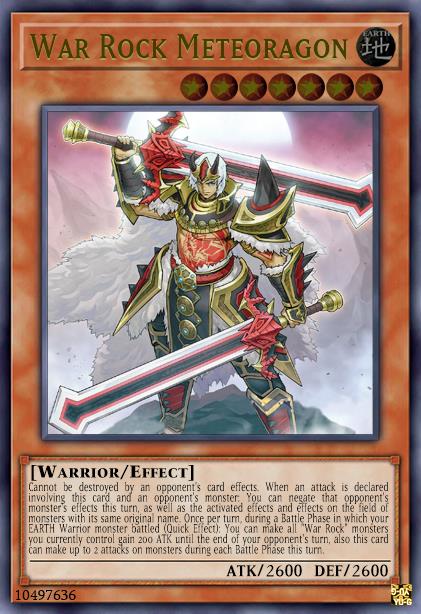 War Rock Meteoragon
EARTH
地
[Warrior/Effect]
Cannot be destroyed by an opponent's card effects. When an attack is declared
involving this card and an opponent's monster: You can negate that opponent's
monster's effects this turn, as well as the activated effects and effects on the field
of monsters with its same original name. Once per turn, during a Battle Phase in which your
EARTH Warrior monster battled (Quick Effect): You can make all "War Rock" monsters
you currently control gain 200 ATK until the end of your opponent's turn, also this card
can make up to 2 attacks on monsters during each Battle Phase this turn.
ATK/2600 DEF/2600
10497636